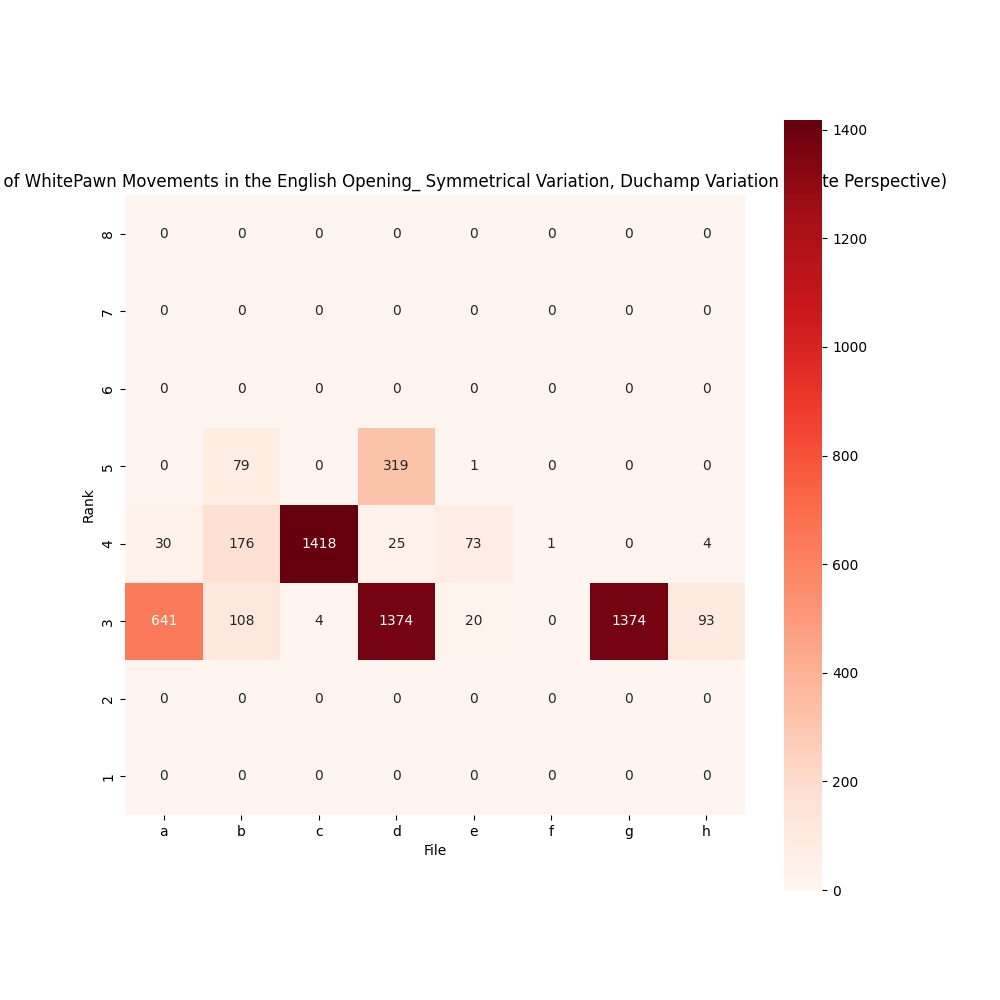 of WhitePawn Movements in the English Opening_ Symmetrical Variation, Duchamp Variation te Perspective)
8 0 0 0 0 0 0 0 0
7 0 0 0 0 0 0 0 0
6 0 0 0 0 0 0 0 0
5 0 79 0 319 1 0 0 0
Rank
4 30 176 1418 25 73 1 0 4
3 641 108 4 1374 20 0 1374 93
2 0 0 0 0 0 0 0 0
1 0 0 0 0 0 0 0 0
a b c d e f g h
File
1400
1200
1000
800
600
400
200
0